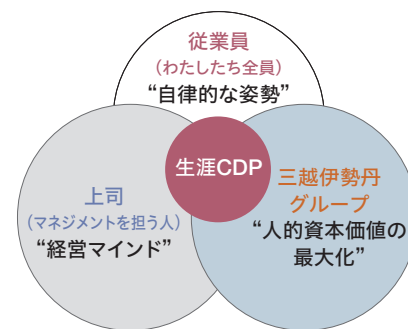 従業員
（わたしたち全員）
“自律的な姿勢”
生涯CDP
上司
（マネジメントを担う人）
“経営マインド”
三越伊勢丹
グループ
“人的資本価値の
最大化”